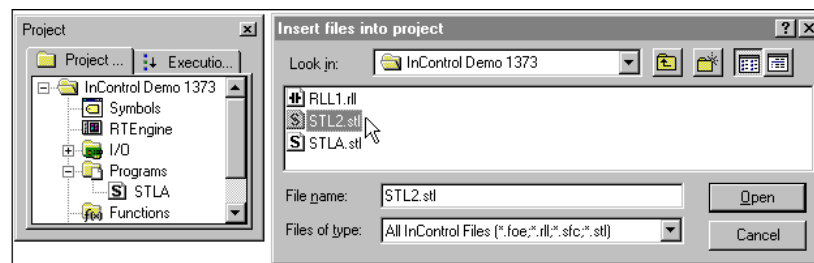 Project
Project ...
Executio...
InControl Demo 1373
Symbols
RTEngine
I/O
Programs
STLA
Functions
Insert files into project
Look in:
InControl Demo 1373
RLL1.rll
STL2.stl
STLA.stl
File name:
STL2.stl
Open
Files of type:
All InControl Files (*.foe;*.rll;*.sfc;*.stl)
Cancel